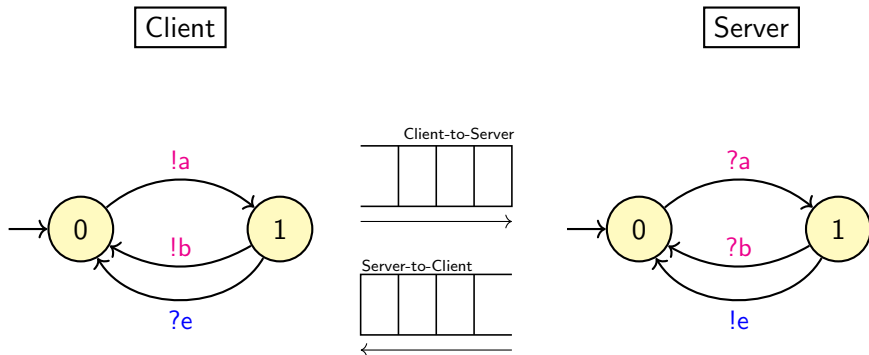 Client
Server
Client-to-Server
!a
?a
0
1
0
1
!b
?b
Server-to-Client
?e
!e